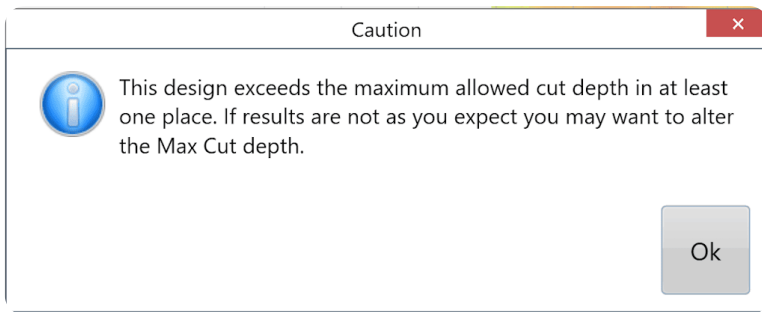 Caution
This design exceeds the maximum allowed cut depth in at least
one place. If results are not as you expect you may want to alter
the Max Cut depth.
Ok